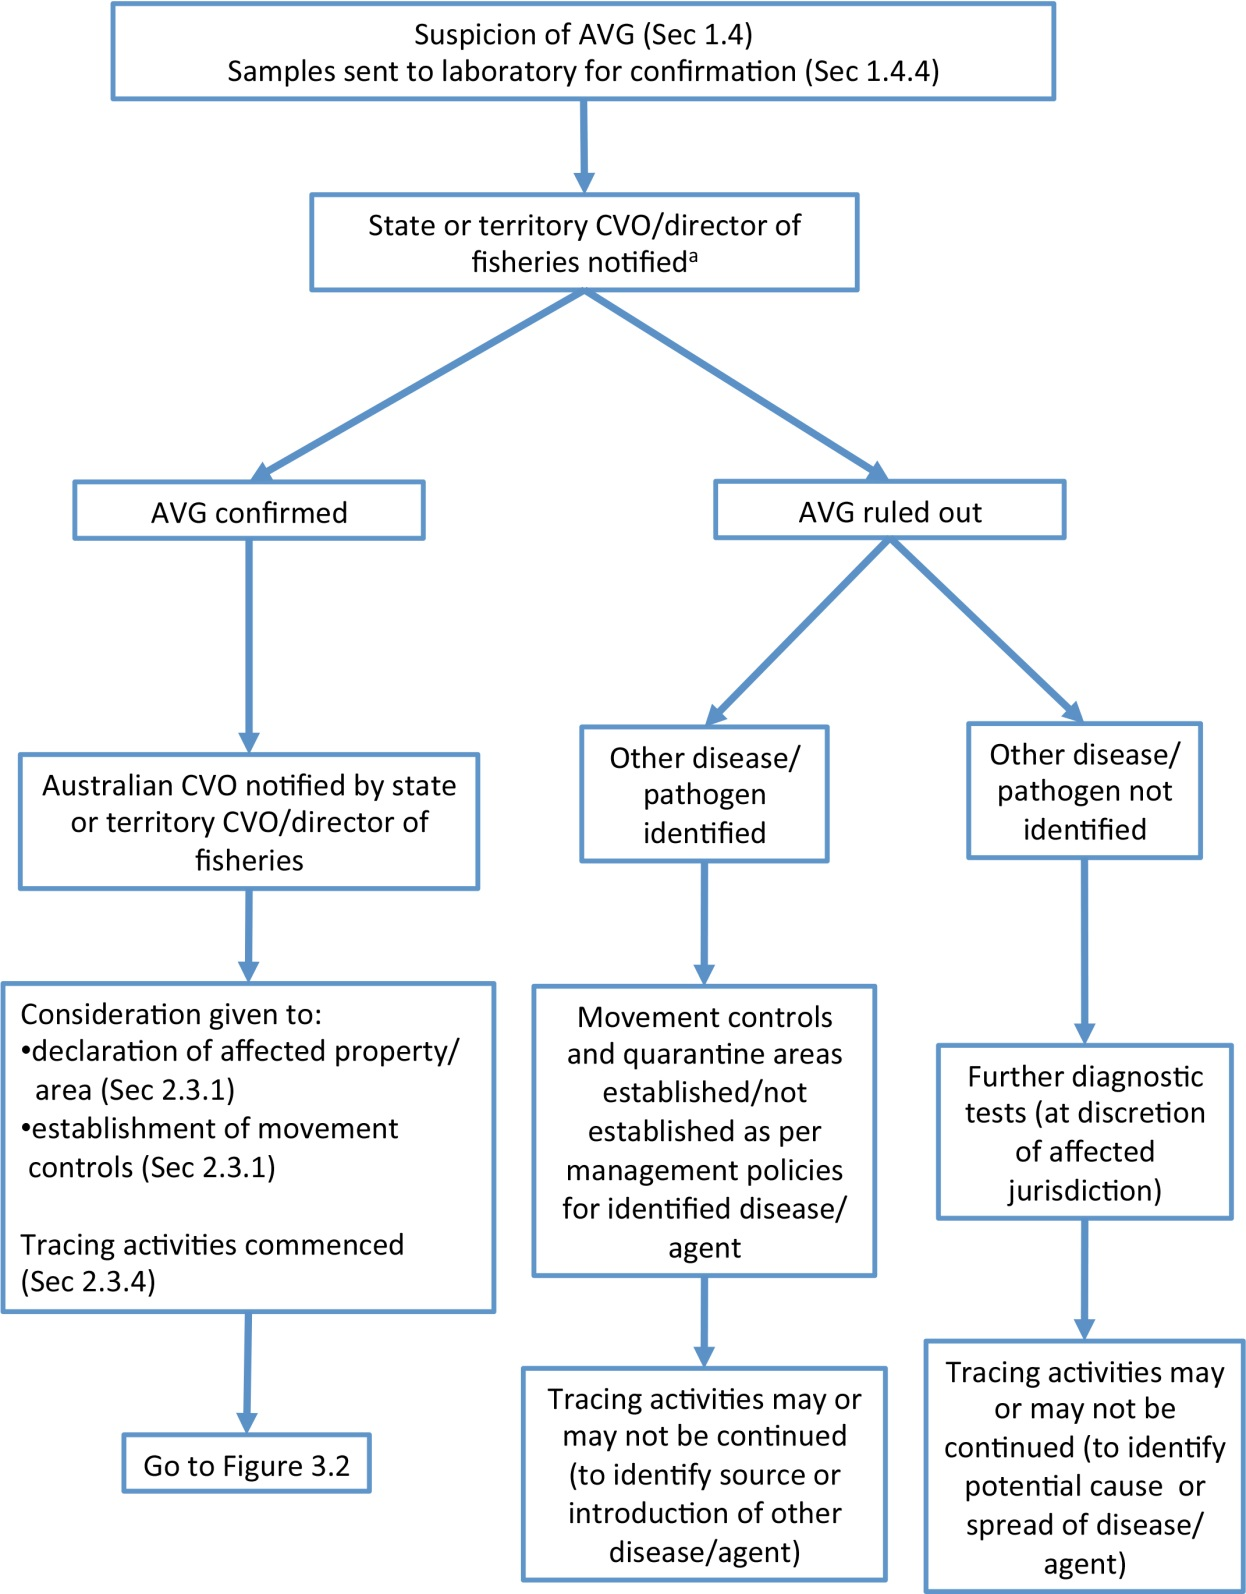 Suspicion of AVG (Sec 1.4)
Samples sent to laboratory for confirmation (Sec 1.4.4)
State or territory CVO/director of
fisheries notifiedᵃ
AVG confirmed
AVG ruled out
Australian CVO notified by state
or territory CVO/director of
fisheries
Other disease/
pathogen
identified
Other disease/
pathogen not
identified
Consideration given to:
•declaration of affected property/
area (Sec 2.3.1)
•establishment of movement
controls (Sec 2.3.1)
Tracing activities commenced
(Sec 2.3.4)
Movement controls
and quarantine areas
established/not
established as per
management policies
for identified disease/
agent
Further diagnostic
tests (at discretion
of affected
jurisdiction)
Go to Figure 3.2
Tracing activities may or
may not be continued
(to identify source or
introduction of other
disease/agent)
Tracing activities may
or may not be
continued (to identify
potential cause  or
spread of disease/
agent)